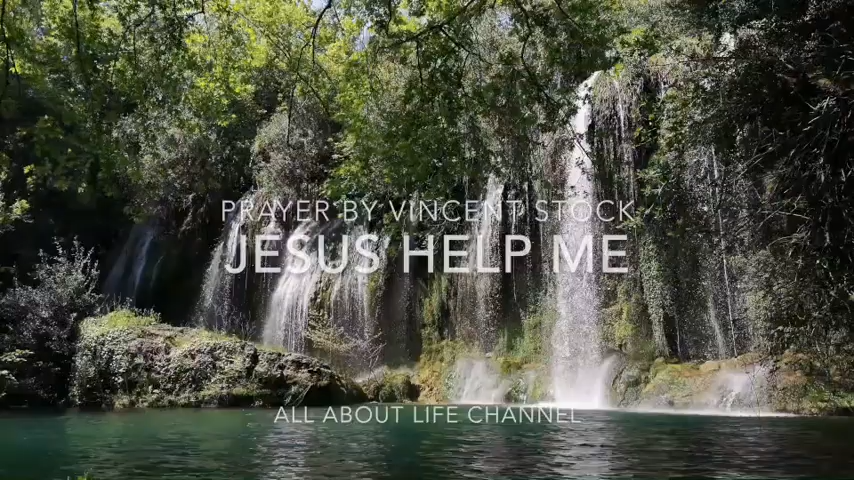 PRAYER BY VINCENT STOCK
JESUS HELP ME
ALL ABOUT LIFE CHANNEL